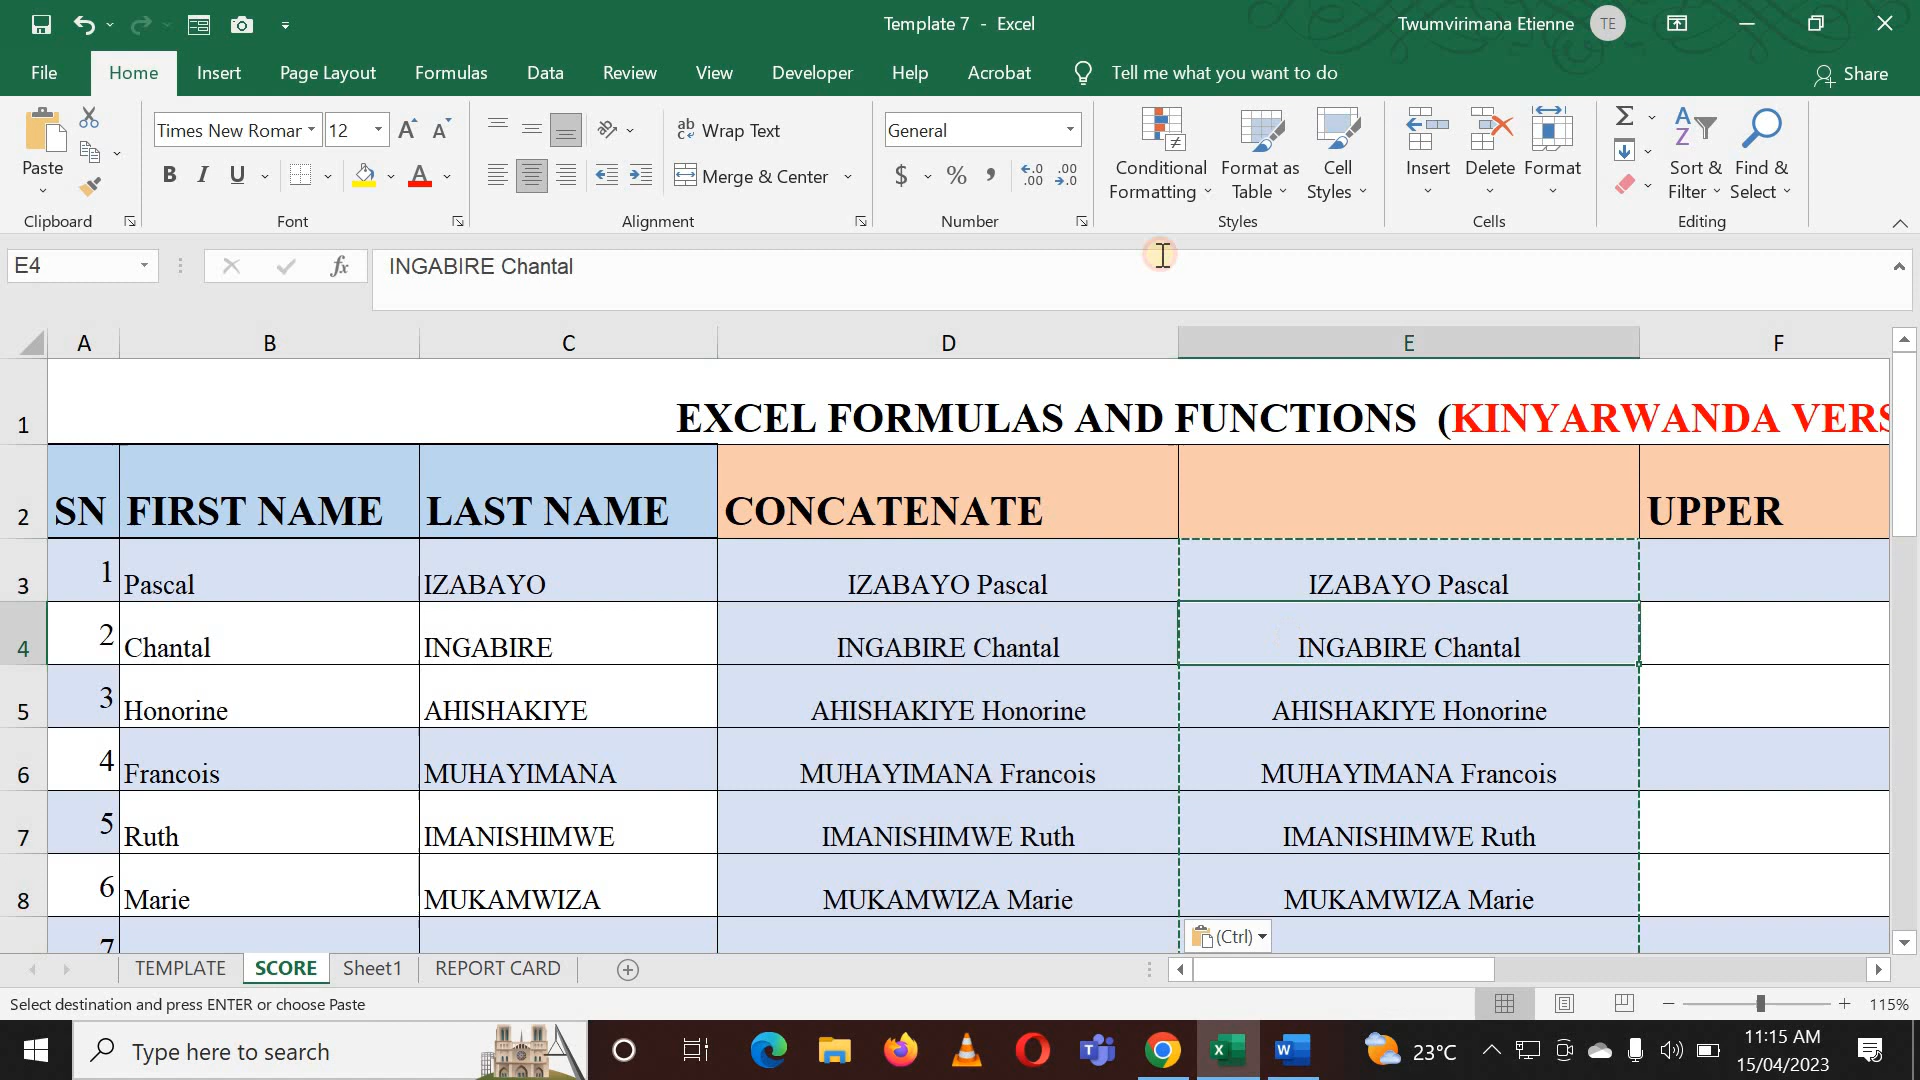 Template 7 - Excel
Twumvirimana Etienne
TE
File
Home
Insert
Page Layout
Formulas
Data
Review
View
Developer
Help
Acrobat
Tell me what you want to do
Share
Paste
Times New Romar
12
Wrap Text
Merge & Center
General
Conditional Formatting
Format as Table
Cell Styles
Insert
Delete
Format
Sort & Filter
Find & Select
Clipboard
Font
Alignment
Number
Styles
Cells
Editing
E4
fx
INGABIRE Chantal
A B C D E F
1 EXCEL FORMULAS AND FUNCTIONS (KINYARWANDA VERS
2 SN FIRST NAME LAST NAME CONCATENATE UPPER
3 1 Pascal IZABAYO IZABAYO Pascal IZABAYO Pascal
4 2 Chantal INGABIRE INGABIRE Chantal INGABIRE Chantal
5 3 Honorine AHISHAKIYE AHISHAKIYE Honorine AHISHAKIYE Honorine
6 4 Francois MUHAYIMANA MUHAYIMANA Francois MUHAYIMANA Francois
7 5 Ruth IMANISHIMWE IMANISHIMWE Ruth IMANISHIMWE Ruth
8 6 Marie MUKAMWIZA MUKAMWIZA Marie MUKAMWIZA Marie
7
(Ctrl)
TEMPLATE SCORE Sheet1 REPORT CARD
Select destination and press ENTER or choose Paste
115%
Type here to search
23°C
11:15 AM
15/04/2023